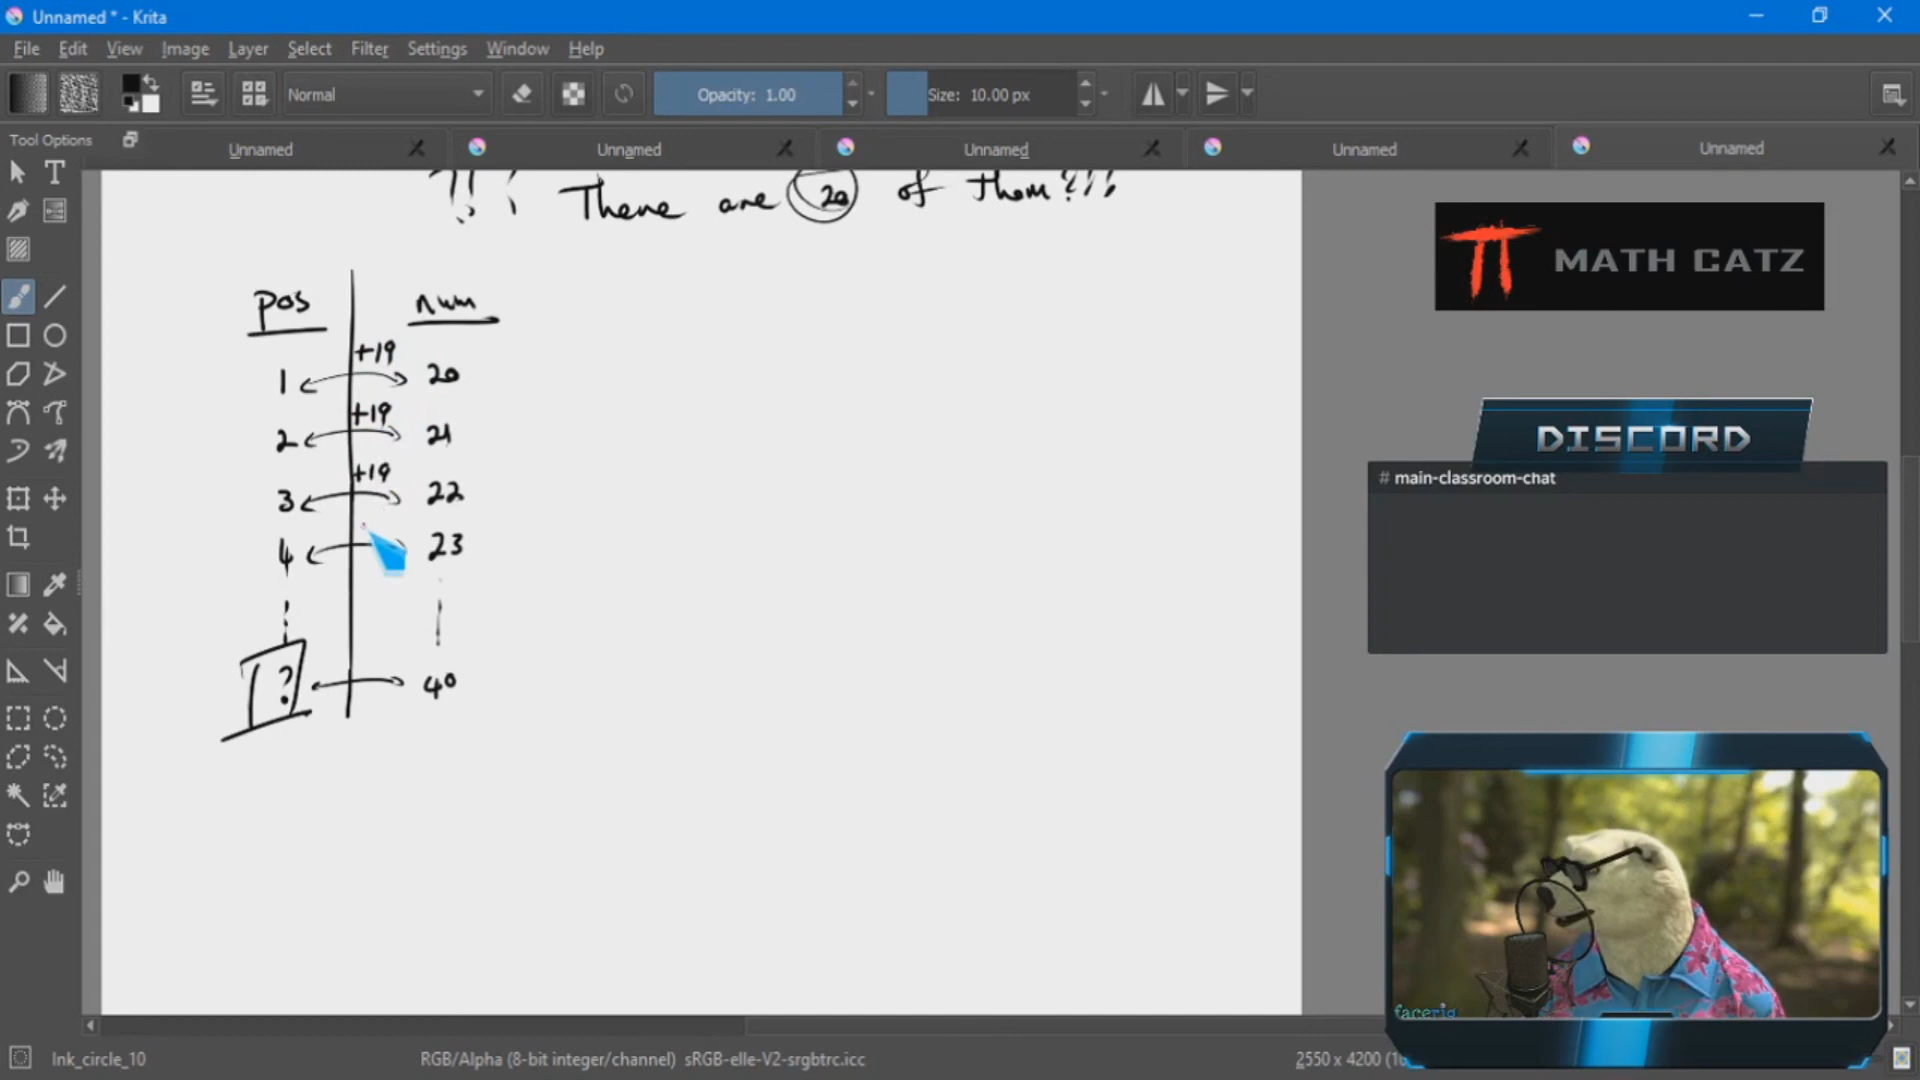 Unnamed * - Krita
File Edit View Image Layer Select Filter Settings Window Help
Normal Opacity: 1.00 Size: 10.00 px
Tool Options
Unnamed Unnamed Unnamed Unnamed Unnamed
There are 20 of them?!!
pos num
+19
1 20
+19
2 21
+19
3 22
4 23
? 40
MATH CATZ
DISCORD
# main-classroom-chat
facerig
Ink_circle_10 RGB/Alpha (8-bit integer/channel) sRGB-elle-V2-srgbtrc.icc 2550 x 4200